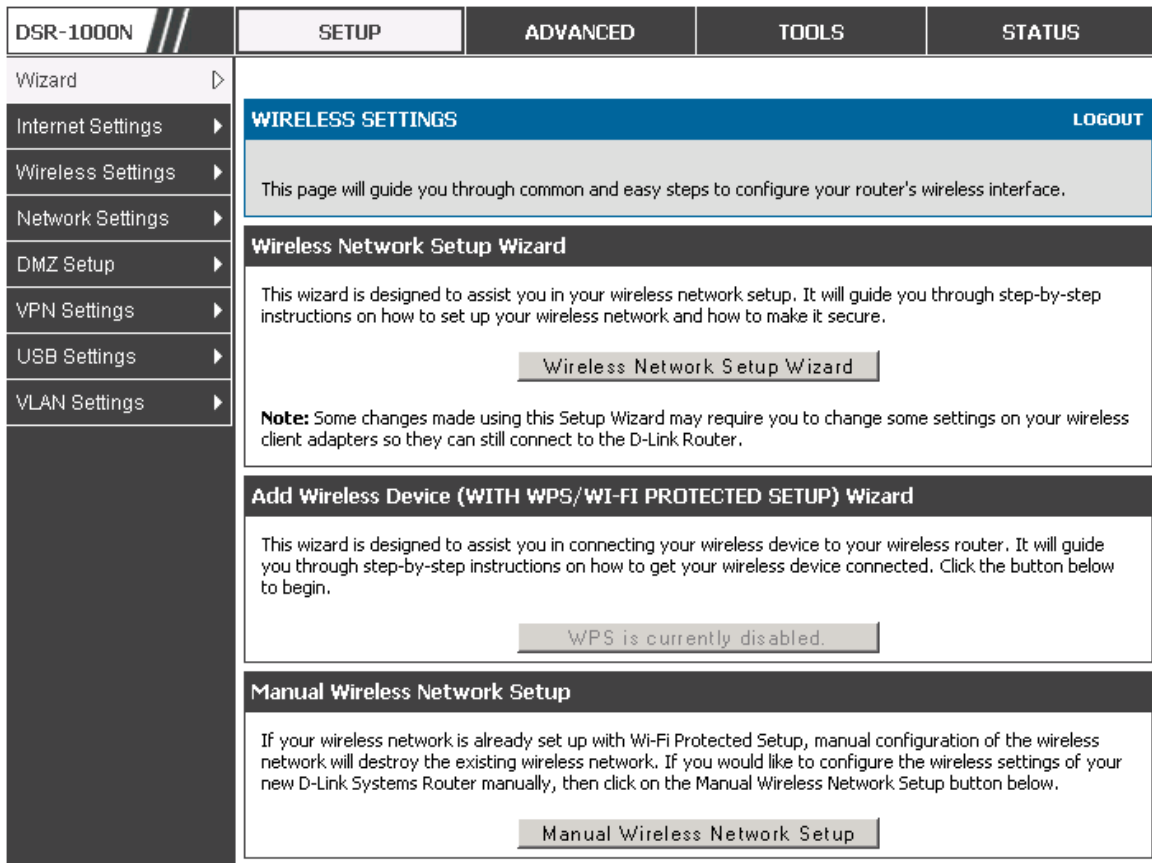 DSR-1000N
SETUP
ADVANCED
TOOLS
STATUS
Wizard
Internet Settings
Wireless Settings
Network Settings
DMZ Setup
VPN Settings
USB Settings
VLAN Settings
WIRELESS SETTINGS
LOGOUT
This page will guide you through common and easy steps to configure your router's wireless interface.
Wireless Network Setup Wizard
This wizard is designed to assist you in your wireless network setup. It will guide you through step-by-step
instructions on how to set up your wireless network and how to make it secure.
Wireless Network Setup Wizard
Note: Some changes made using this Setup Wizard may require you to change some settings on your wireless
client adapters so they can still connect to the D-Link Router.
Add Wireless Device (WITH WPS/WI-FI PROTECTED SETUP) Wizard
This wizard is designed to assist you in connecting your wireless device to your wireless router. It will guide
you through step-by-step instructions on how to get your wireless device connected. Click the button below
to begin.
WPS is currently disabled.
Manual Wireless Network Setup
If your wireless network is already set up with Wi-Fi Protected Setup, manual configuration of the wireless
network will destroy the existing wireless network. If you would like to configure the wireless settings of your
new D-Link Systems Router manually, then click on the Manual Wireless Network Setup button below.
Manual Wireless Network Setup